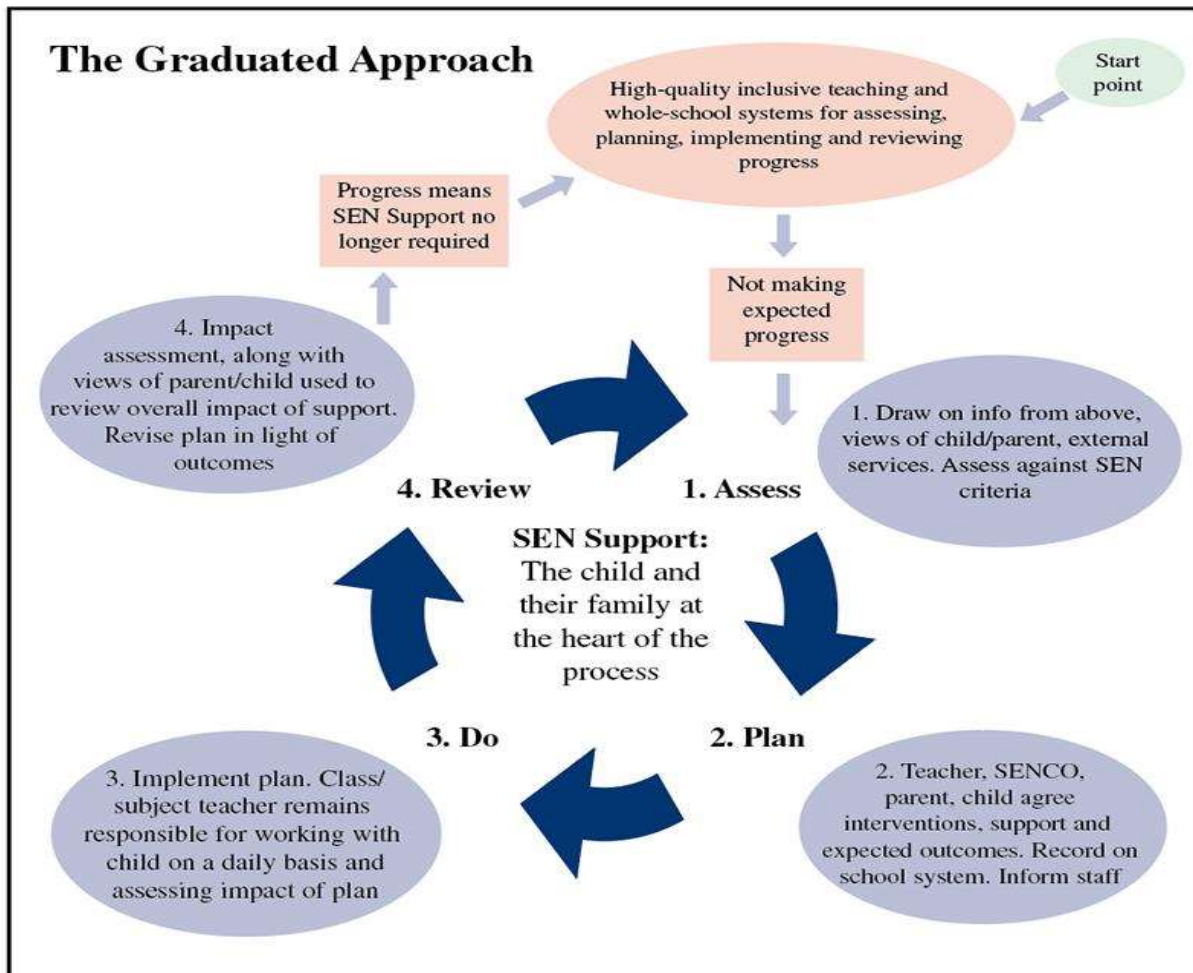 The Graduated Approach
Start
point
High-quality inclusive teaching and
whole-school systems for assessing,
planning, implementing and reviewing
progress
Progress means
SEN Support no
longer required
Not making
expected
progress
4. Impact
assessment, along with
views of parent/child used to
review overall impact of support.
Revise plan in light of
outcomes
1. Draw on info from above,
views of child/parent, external
services. Assess against SEN
criteria
4. Review
1. Assess
SEN Support:
The child and
their family at
the heart of the
process
3. Do
2. Plan
3. Implement plan. Class/
subject teacher remains
responsible for working with
child on a daily basis and
assessing impact of plan
2. Teacher, SENCO,
parent, child agree
interventions, support and
expected outcomes. Record on
school system. Inform staff